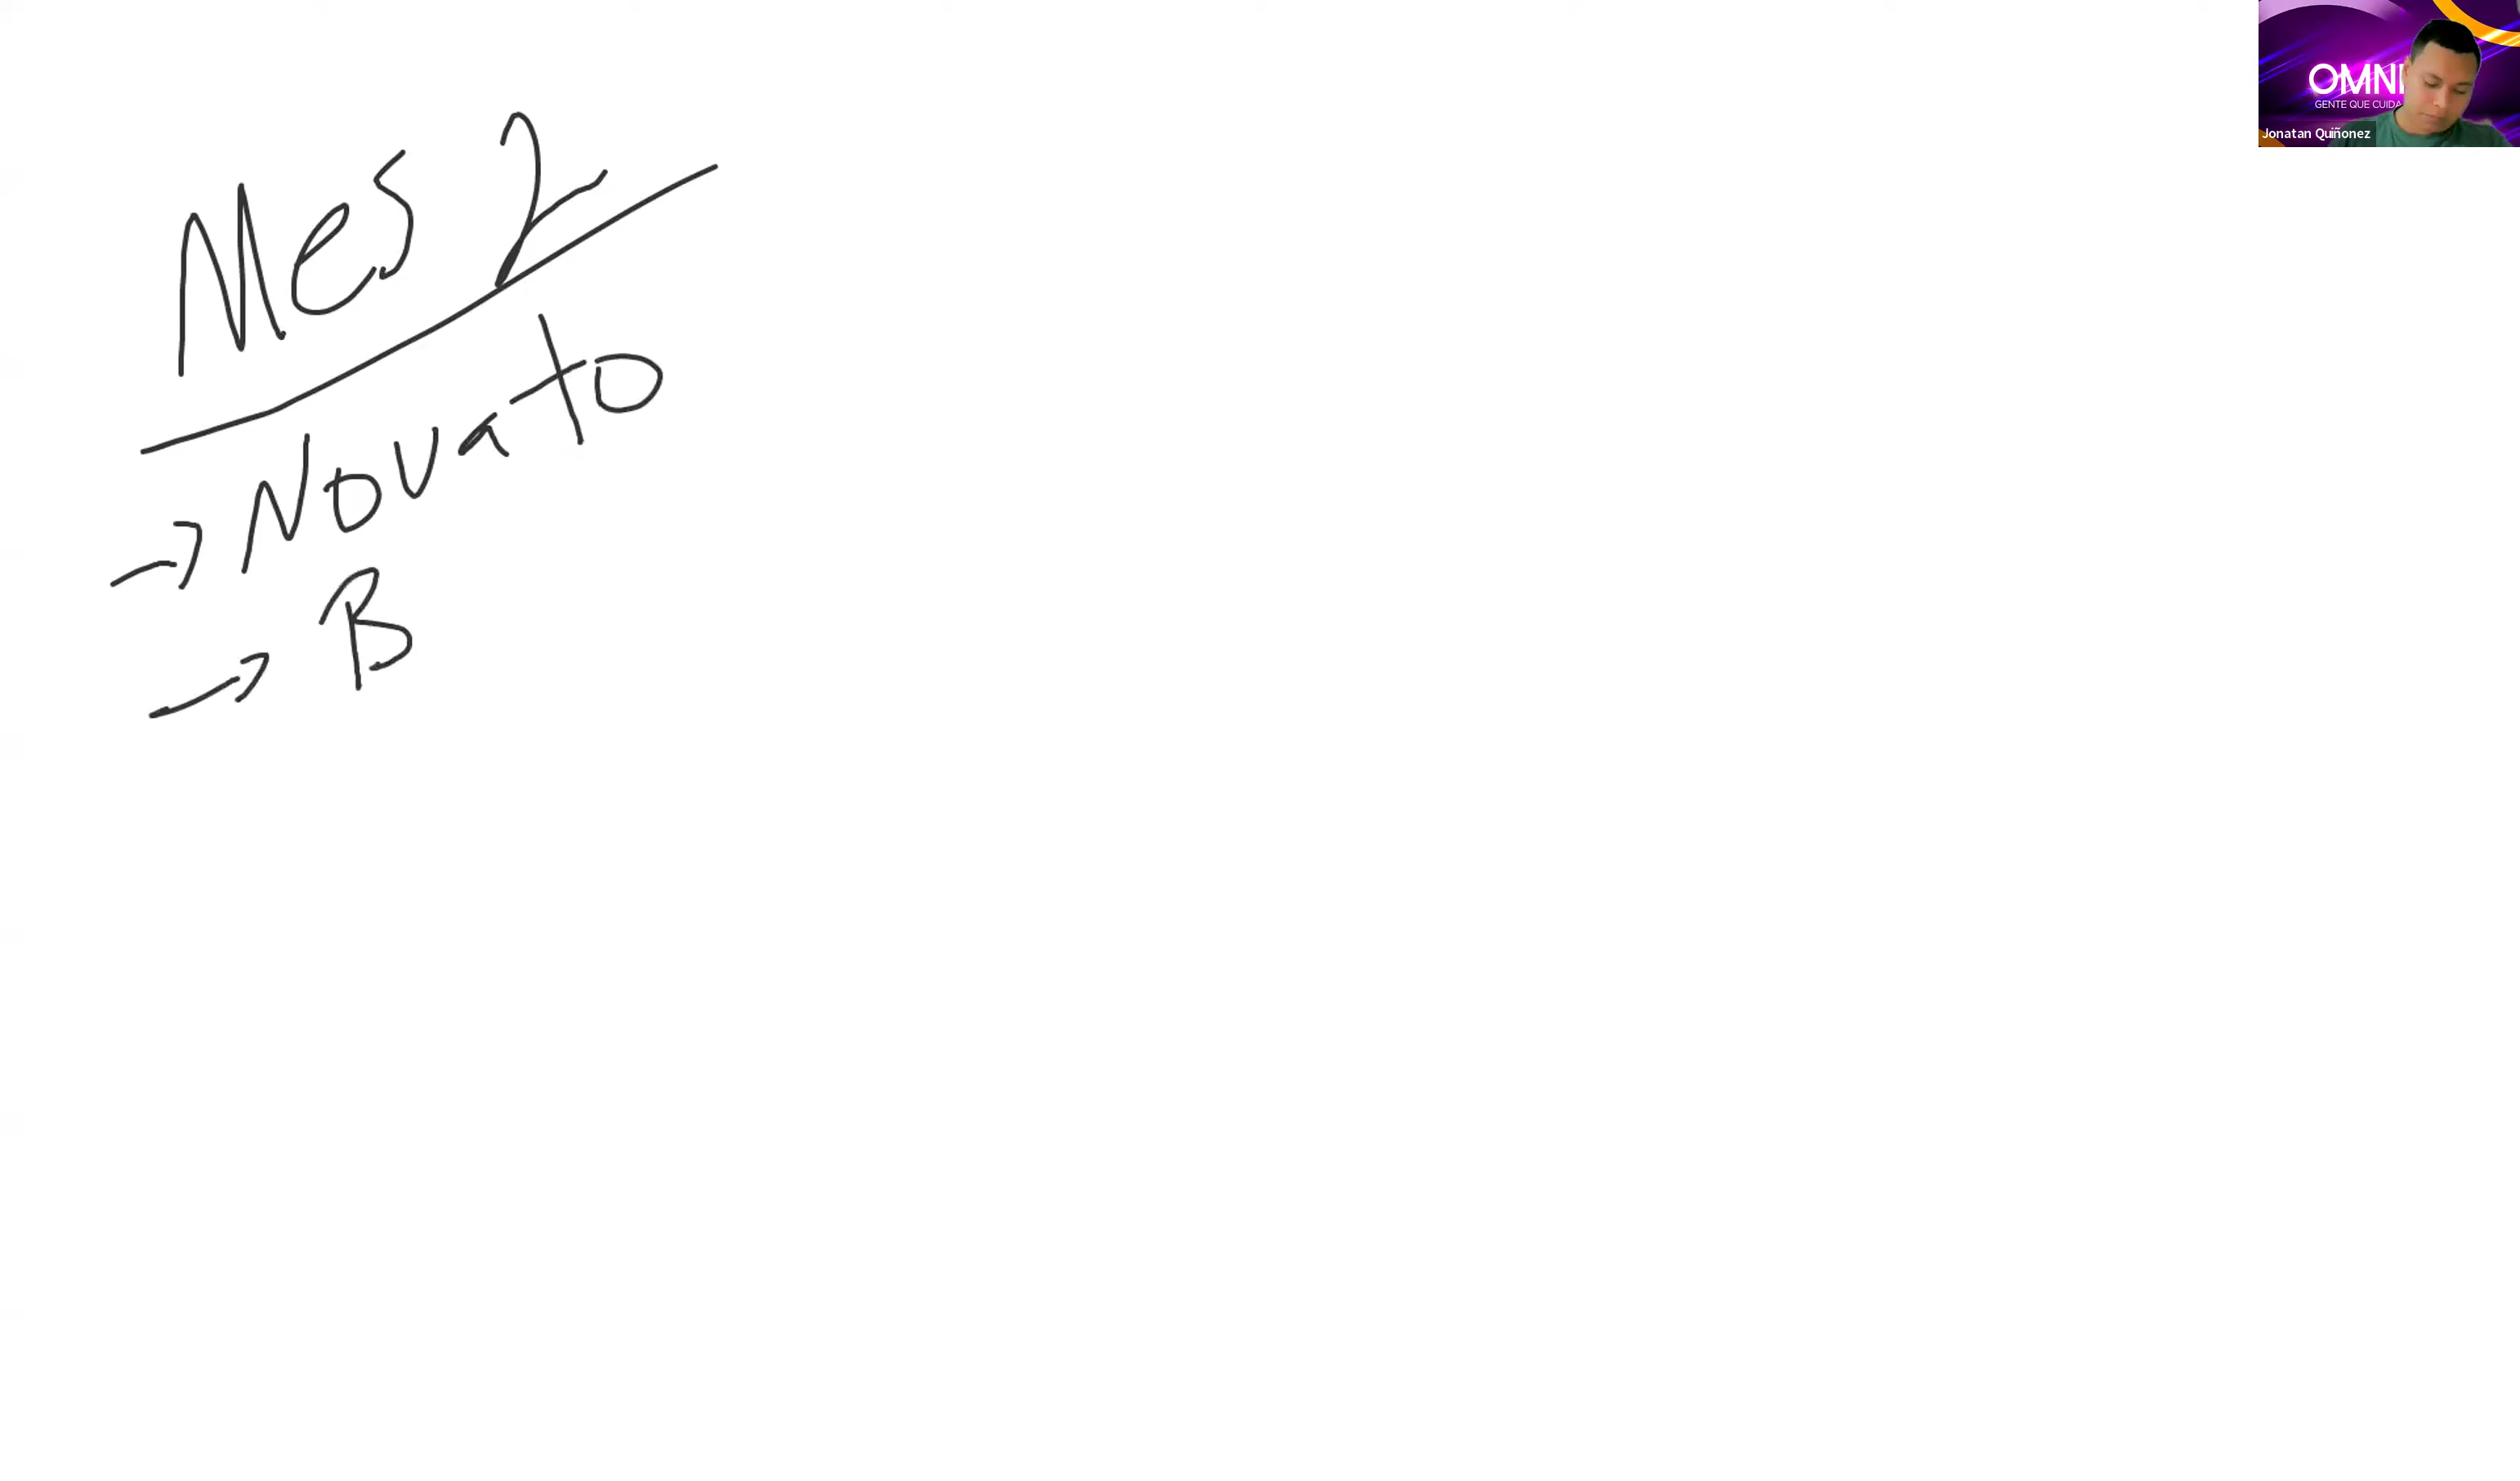 Mes 2
→ Novato
→ B
OMNI
GENTE QUE CUIDA
Jonatan Quiñonez